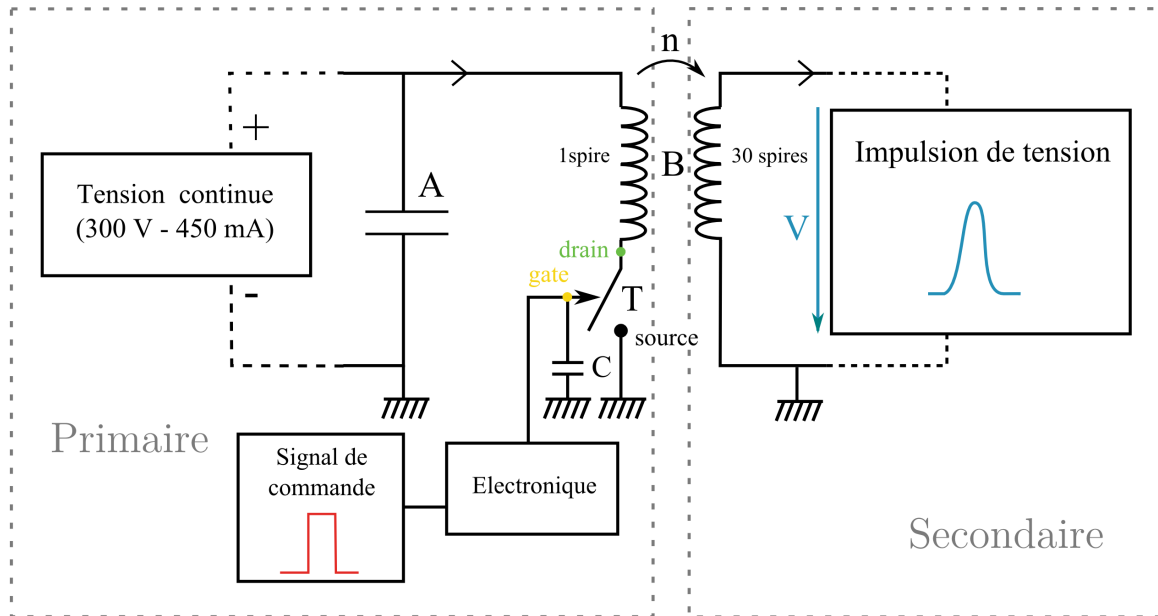 n
+
Tension continue
(300 V - 450 mA)
-
A
1spire
B
30 spires
Impulsion de tension
V
drain
gate
T
source
C
Primaire
Signal de
commande
Electronique
Secondaire